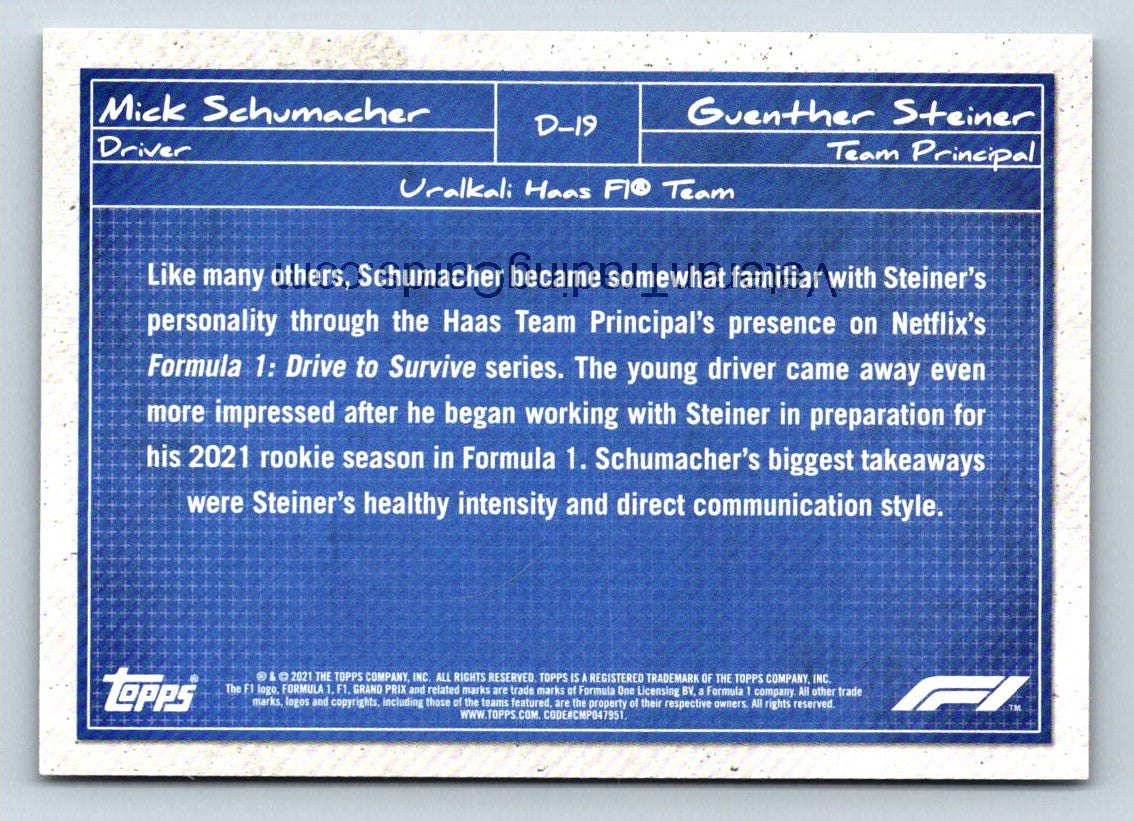 Mick Schumacher
Driver
D-19
Guenther Steiner
Team Principal
Uralkali Haas F1® Team
Like many others, Schumacher became somewhat familiar with Steiner's
personality through the Haas Team Principal's presence on Netflix's
Formula 1: Drive to Survive series. The young driver came away even
more impressed after he began working with Steiner in preparation for
his 2021 rookie season in Formula 1. Schumacher's biggest takeaways
were Steiner's healthy intensity and direct communication style.
VeteranTradingCards.com
topps®
® & © 2021 THE TOPPS COMPANY, INC. ALL RIGHTS RESERVED. TOPPS IS A REGISTERED TRADEMARK OF THE TOPPS COMPANY, INC.
The F1 logo, FORMULA 1, F1, GRAND PRIX and related marks are trade marks of Formula One Licensing BV, a Formula 1 company. All other trade
marks, logos and copyrights, including those of the teams featured, are the property of their respective owners. All rights reserved.
WWW.TOPPS.COM. CODE#CMP047951.
F1™